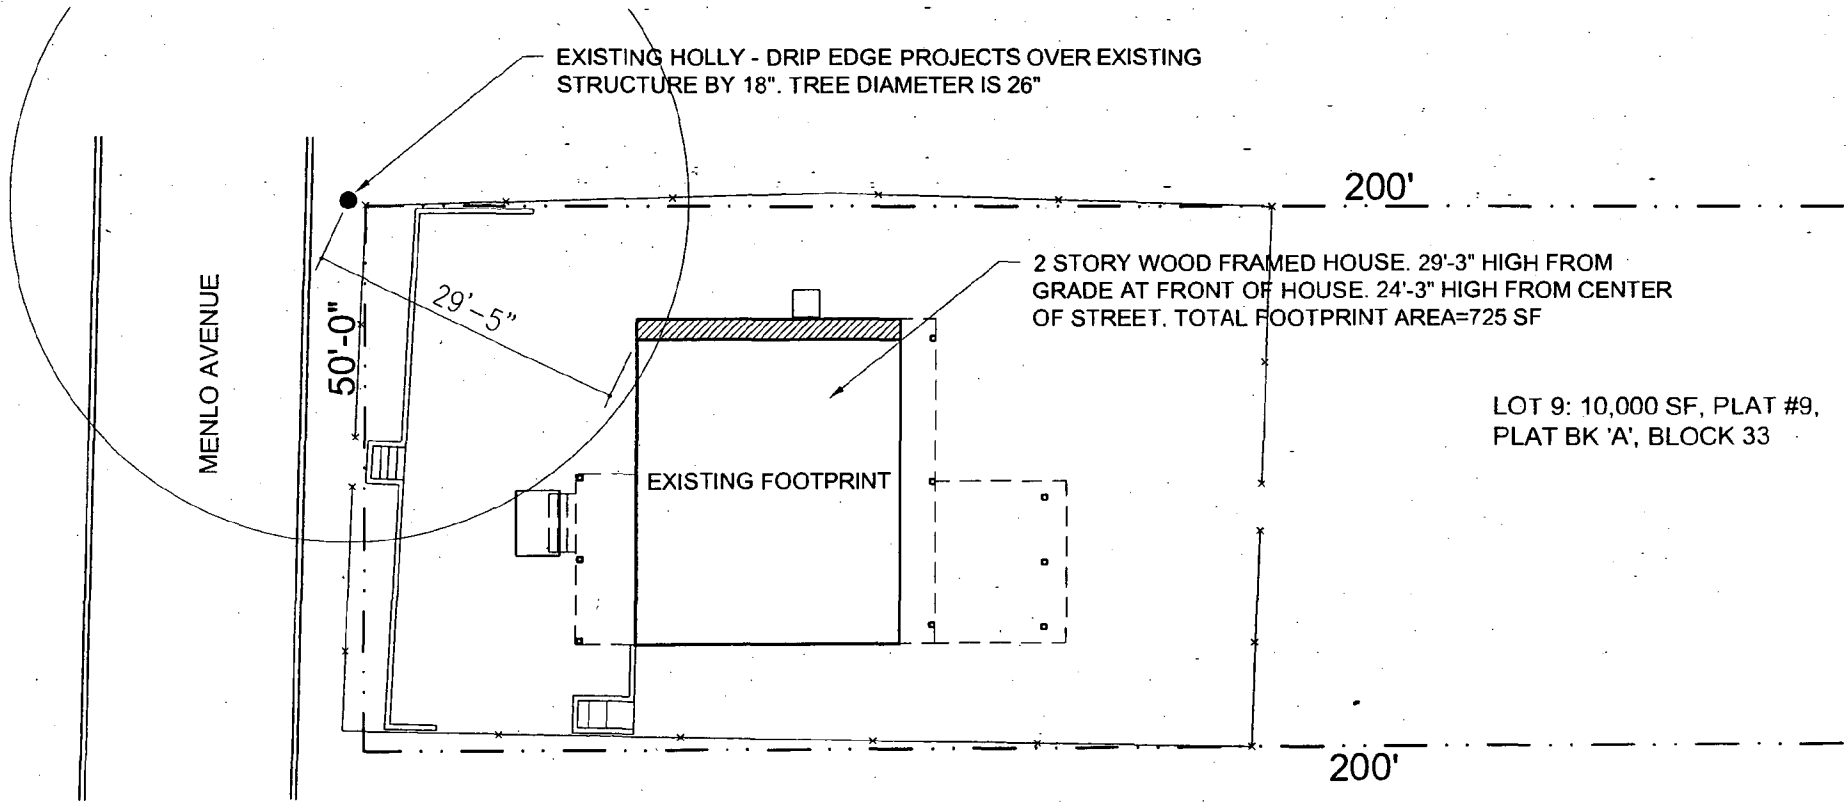 EXISTING HOLLY - DRIP EDGE PROJECTS OVER EXISTING
STRUCTURE BY 18". TREE DIAMETER IS 26"
200'
2 STORY WOOD FRAMED HOUSE. 29'-3" HIGH FROM
GRADE AT FRONT OF HOUSE. 24'-3" HIGH FROM CENTER
OF STREET. TOTAL FOOTPRINT AREA=725 SF
29'-5"
50'-0"
MENLO AVENUE
LOT 9: 10,000 SF, PLAT #9,
PLAT BK 'A', BLOCK 33
EXISTING FOOTPRINT
200'